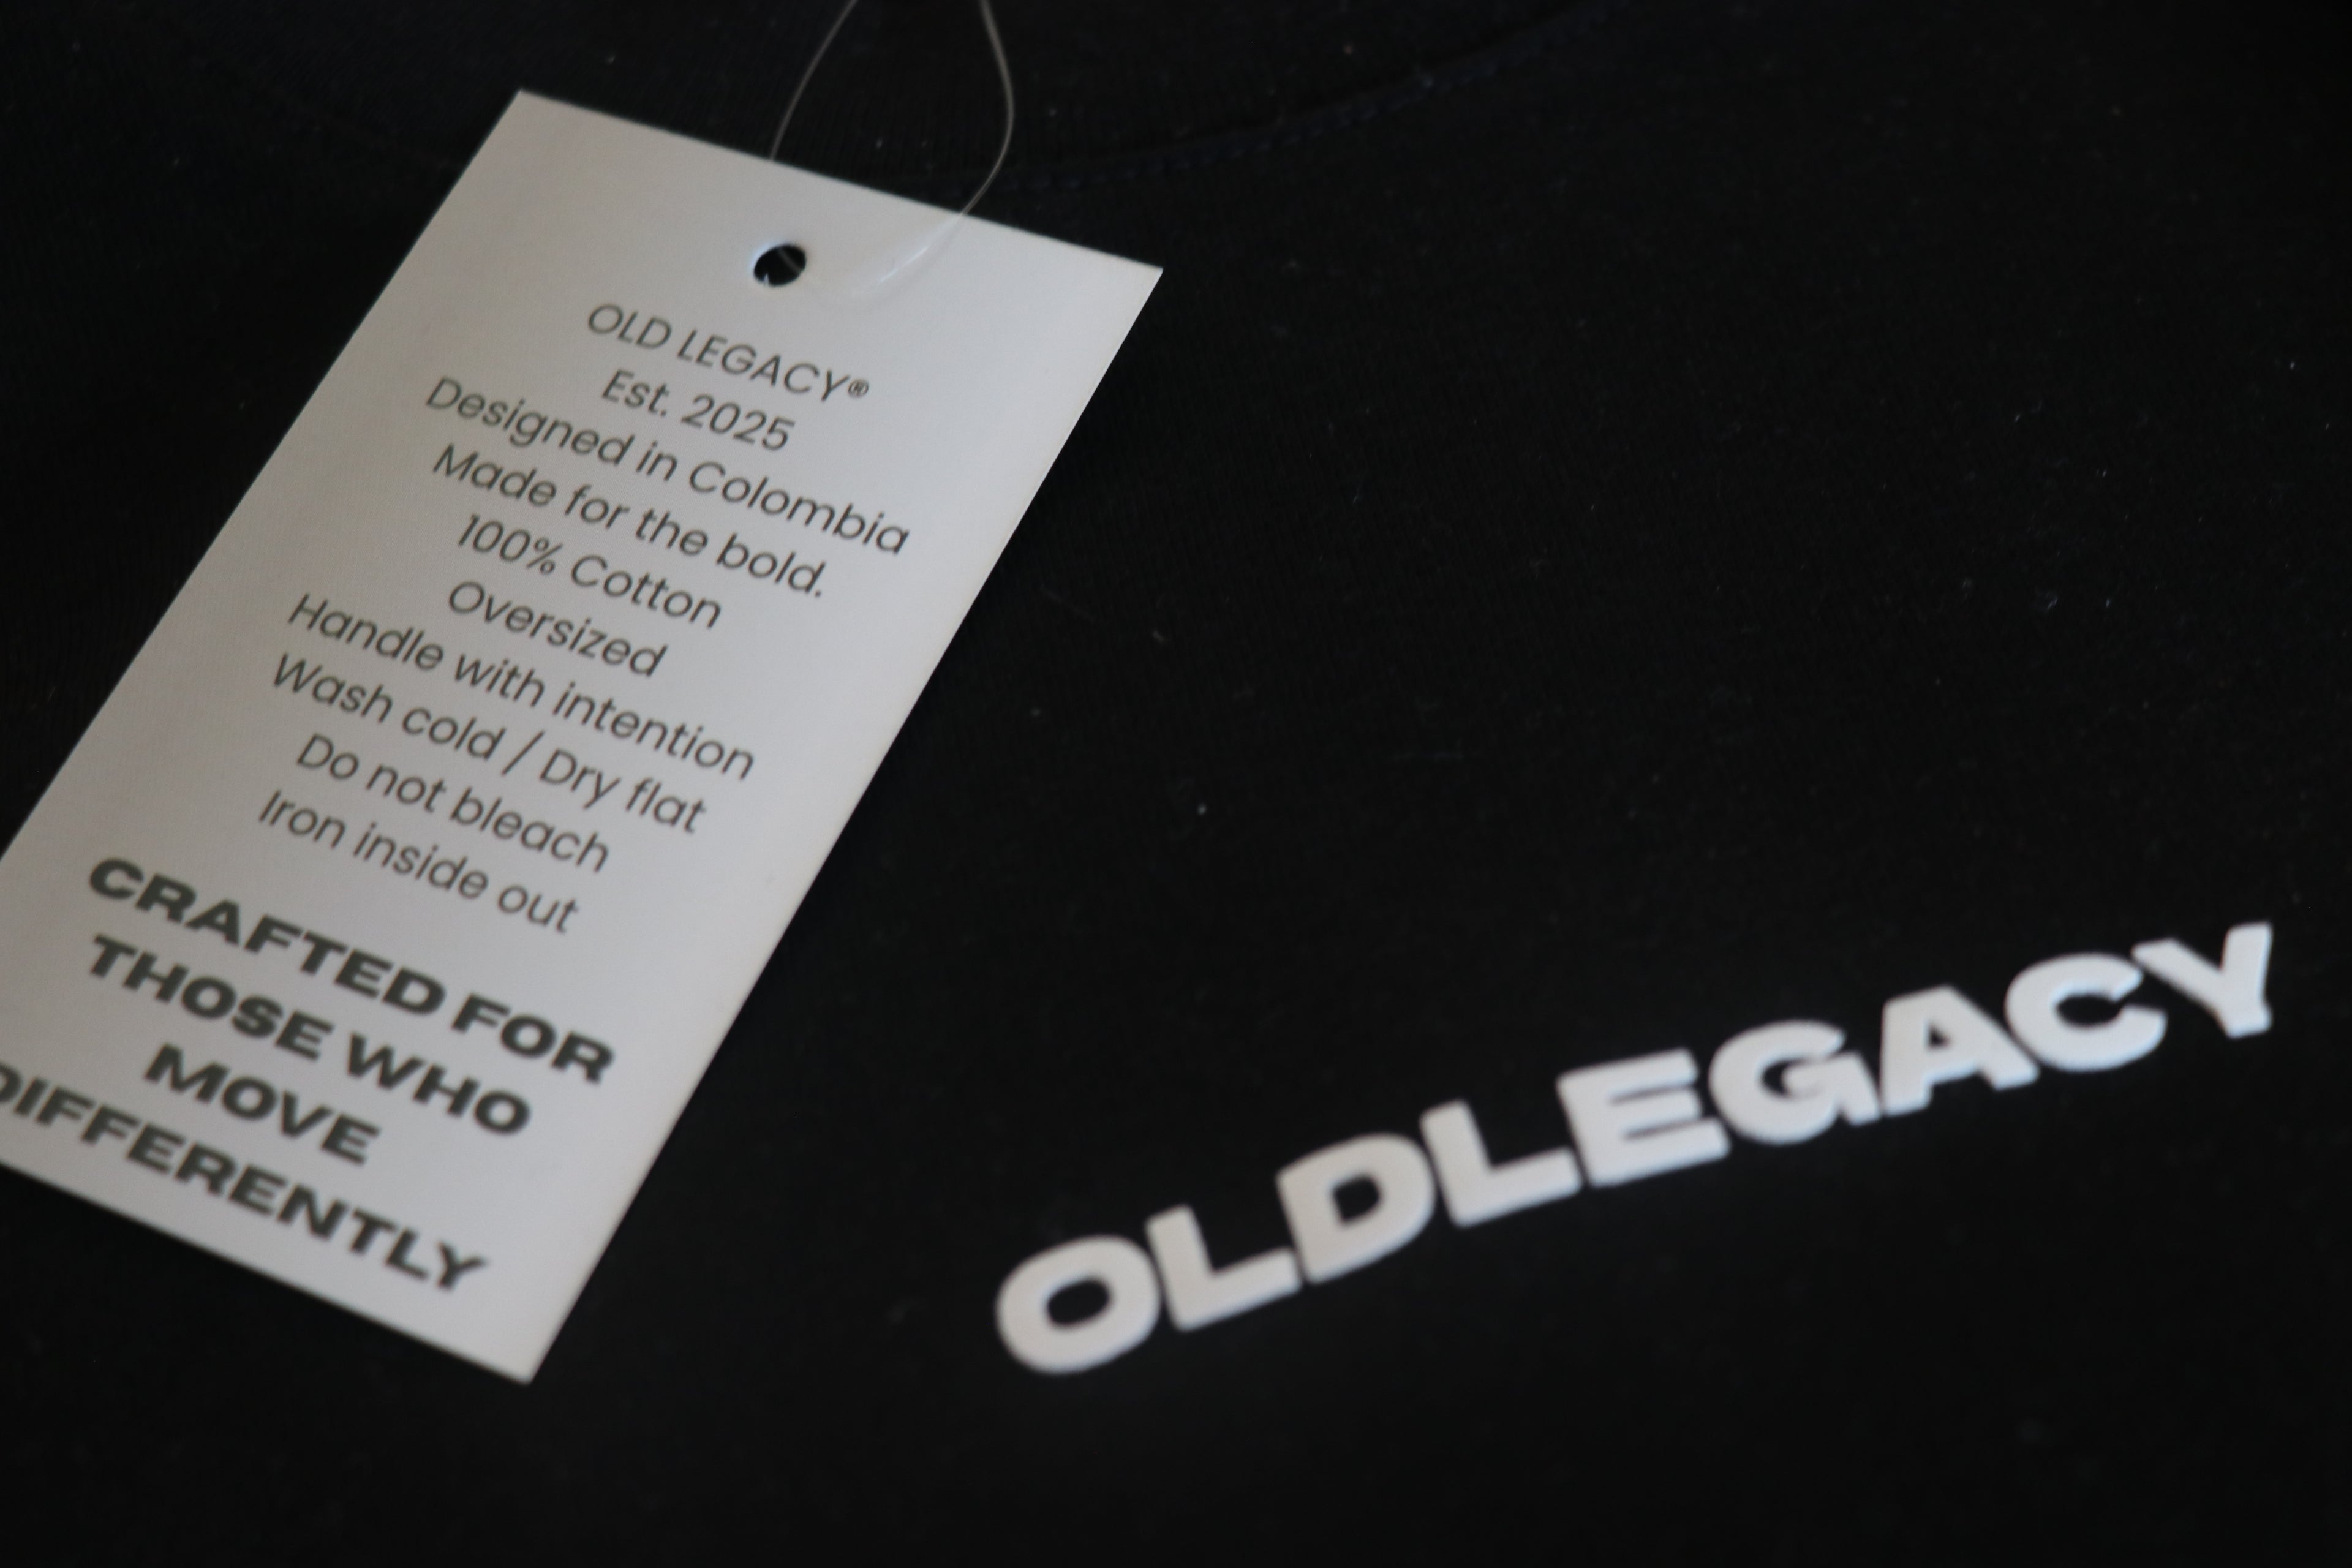 OLD LEGACY®
Est. 2025
Designed in Colombia
Made for the bold.
100% Cotton
Oversized
Handle with intention
Wash cold / Dry flat
Do not bleach
Iron inside out
CRAFTED FOR
THOSE WHO
MOVE
DIFFERENTLY
OLDLEGACY